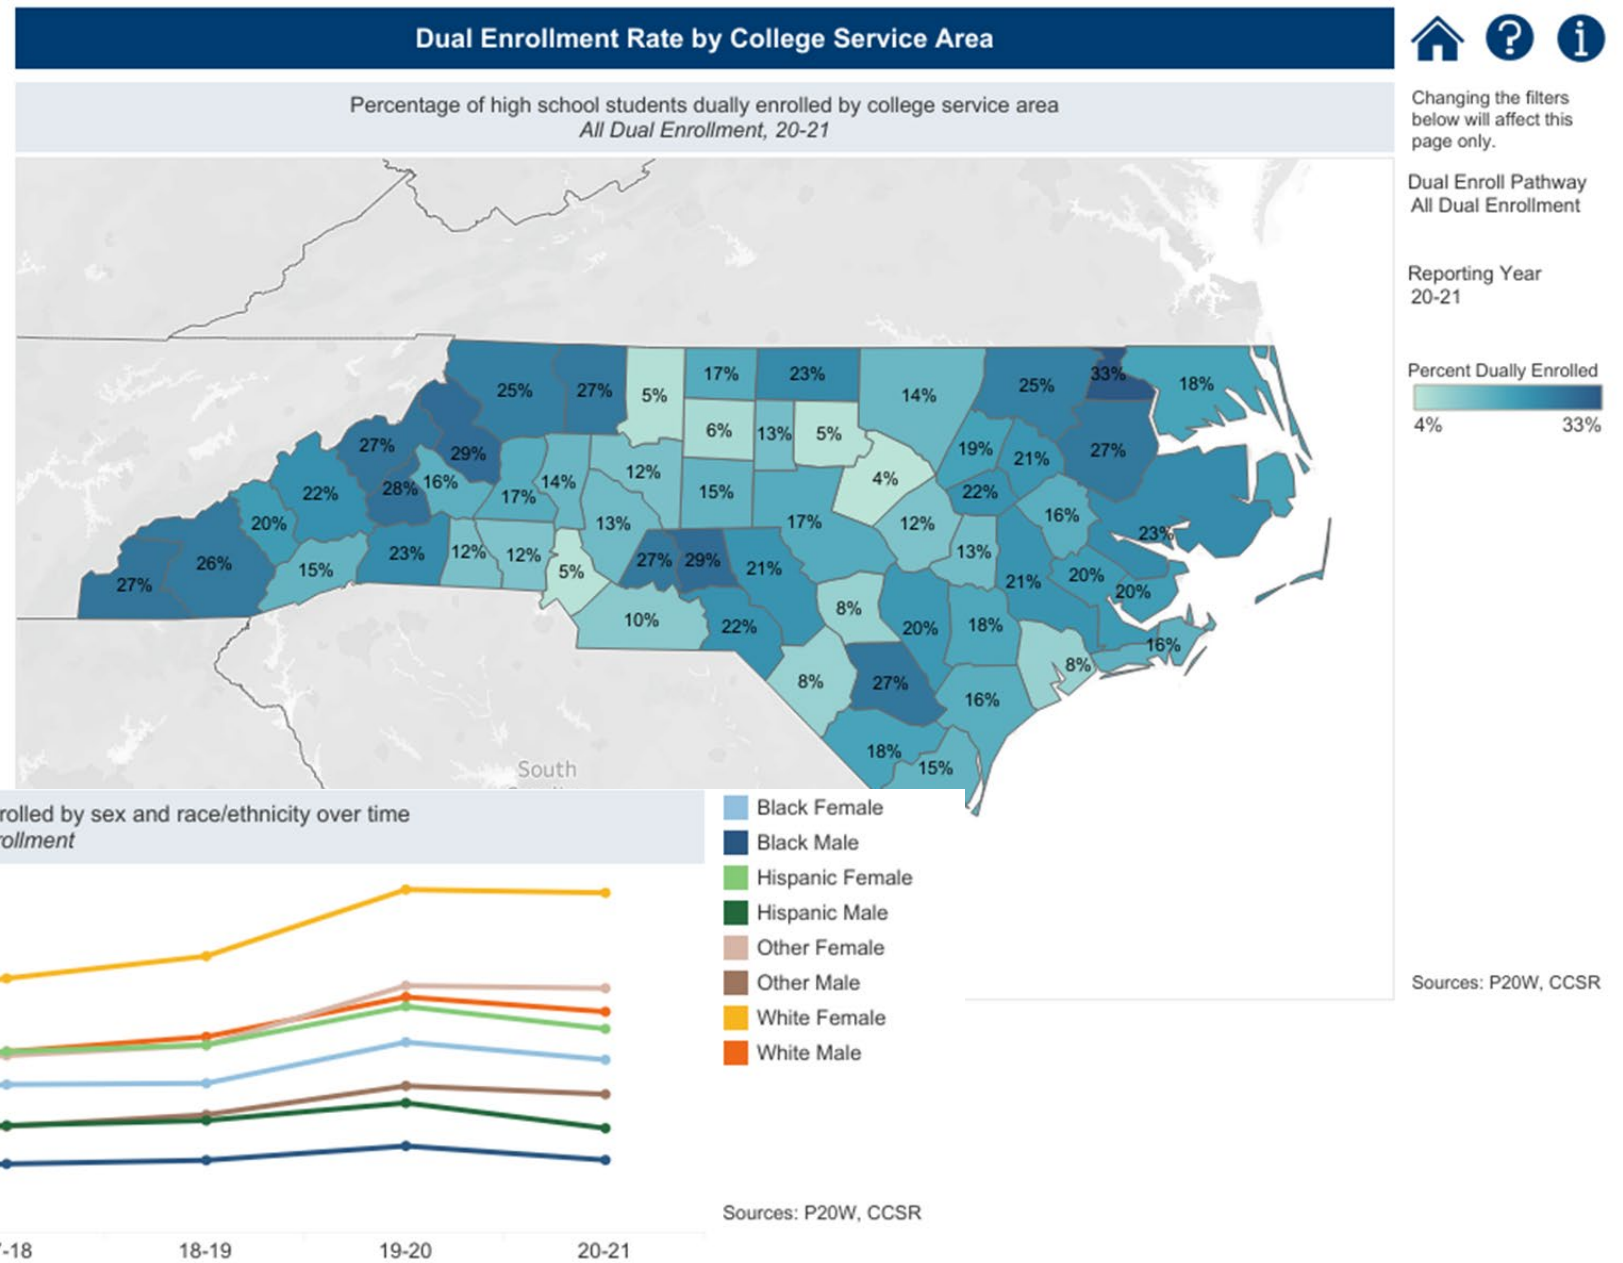 Dual Enrollment Rate by College Service Area
Percentage of high school students dually enrolled by college service area
All Dual Enrollment, 20-21
Changing the filters
below will affect this
page only.
Dual Enroll Pathway
All Dual Enrollment
Reporting Year
20-21
Percent Dually Enrolled
4% 33%
25% 27% 5% 17% 23% 14% 25% 33% 18%
6% 13% 5%
27% 29% 19% 21% 27%
28% 16% 17% 14% 12% 15% 4% 22%
22% 20% 13% 17% 12% 16% 23%
27% 26% 15% 23% 12% 12% 5% 27% 29% 21% 13% 21% 20% 20%
10% 22% 8% 20% 18% 16%
8% 27% 16% 8%
18% 15%
South
rolled by sex and race/ethnicity over time
rollment
Black Female
Black Male
Hispanic Female
Hispanic Male
Other Female
Other Male
White Female
White Male
Sources: P20W, CCSR
Sources: P20W, CCSR
-18 18-19 19-20 20-21